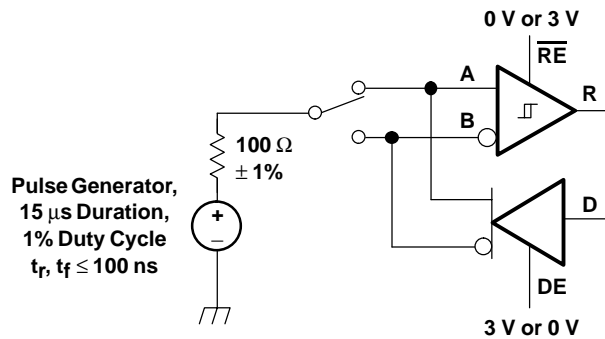 0 V or 3 V
RE
A
R
B
100 Ω
± 1%
Pulse Generator,
15 μs Duration,
1% Duty Cycle
tr, tf ≤ 100 ns
+
–
D
DE
3 V or 0 V